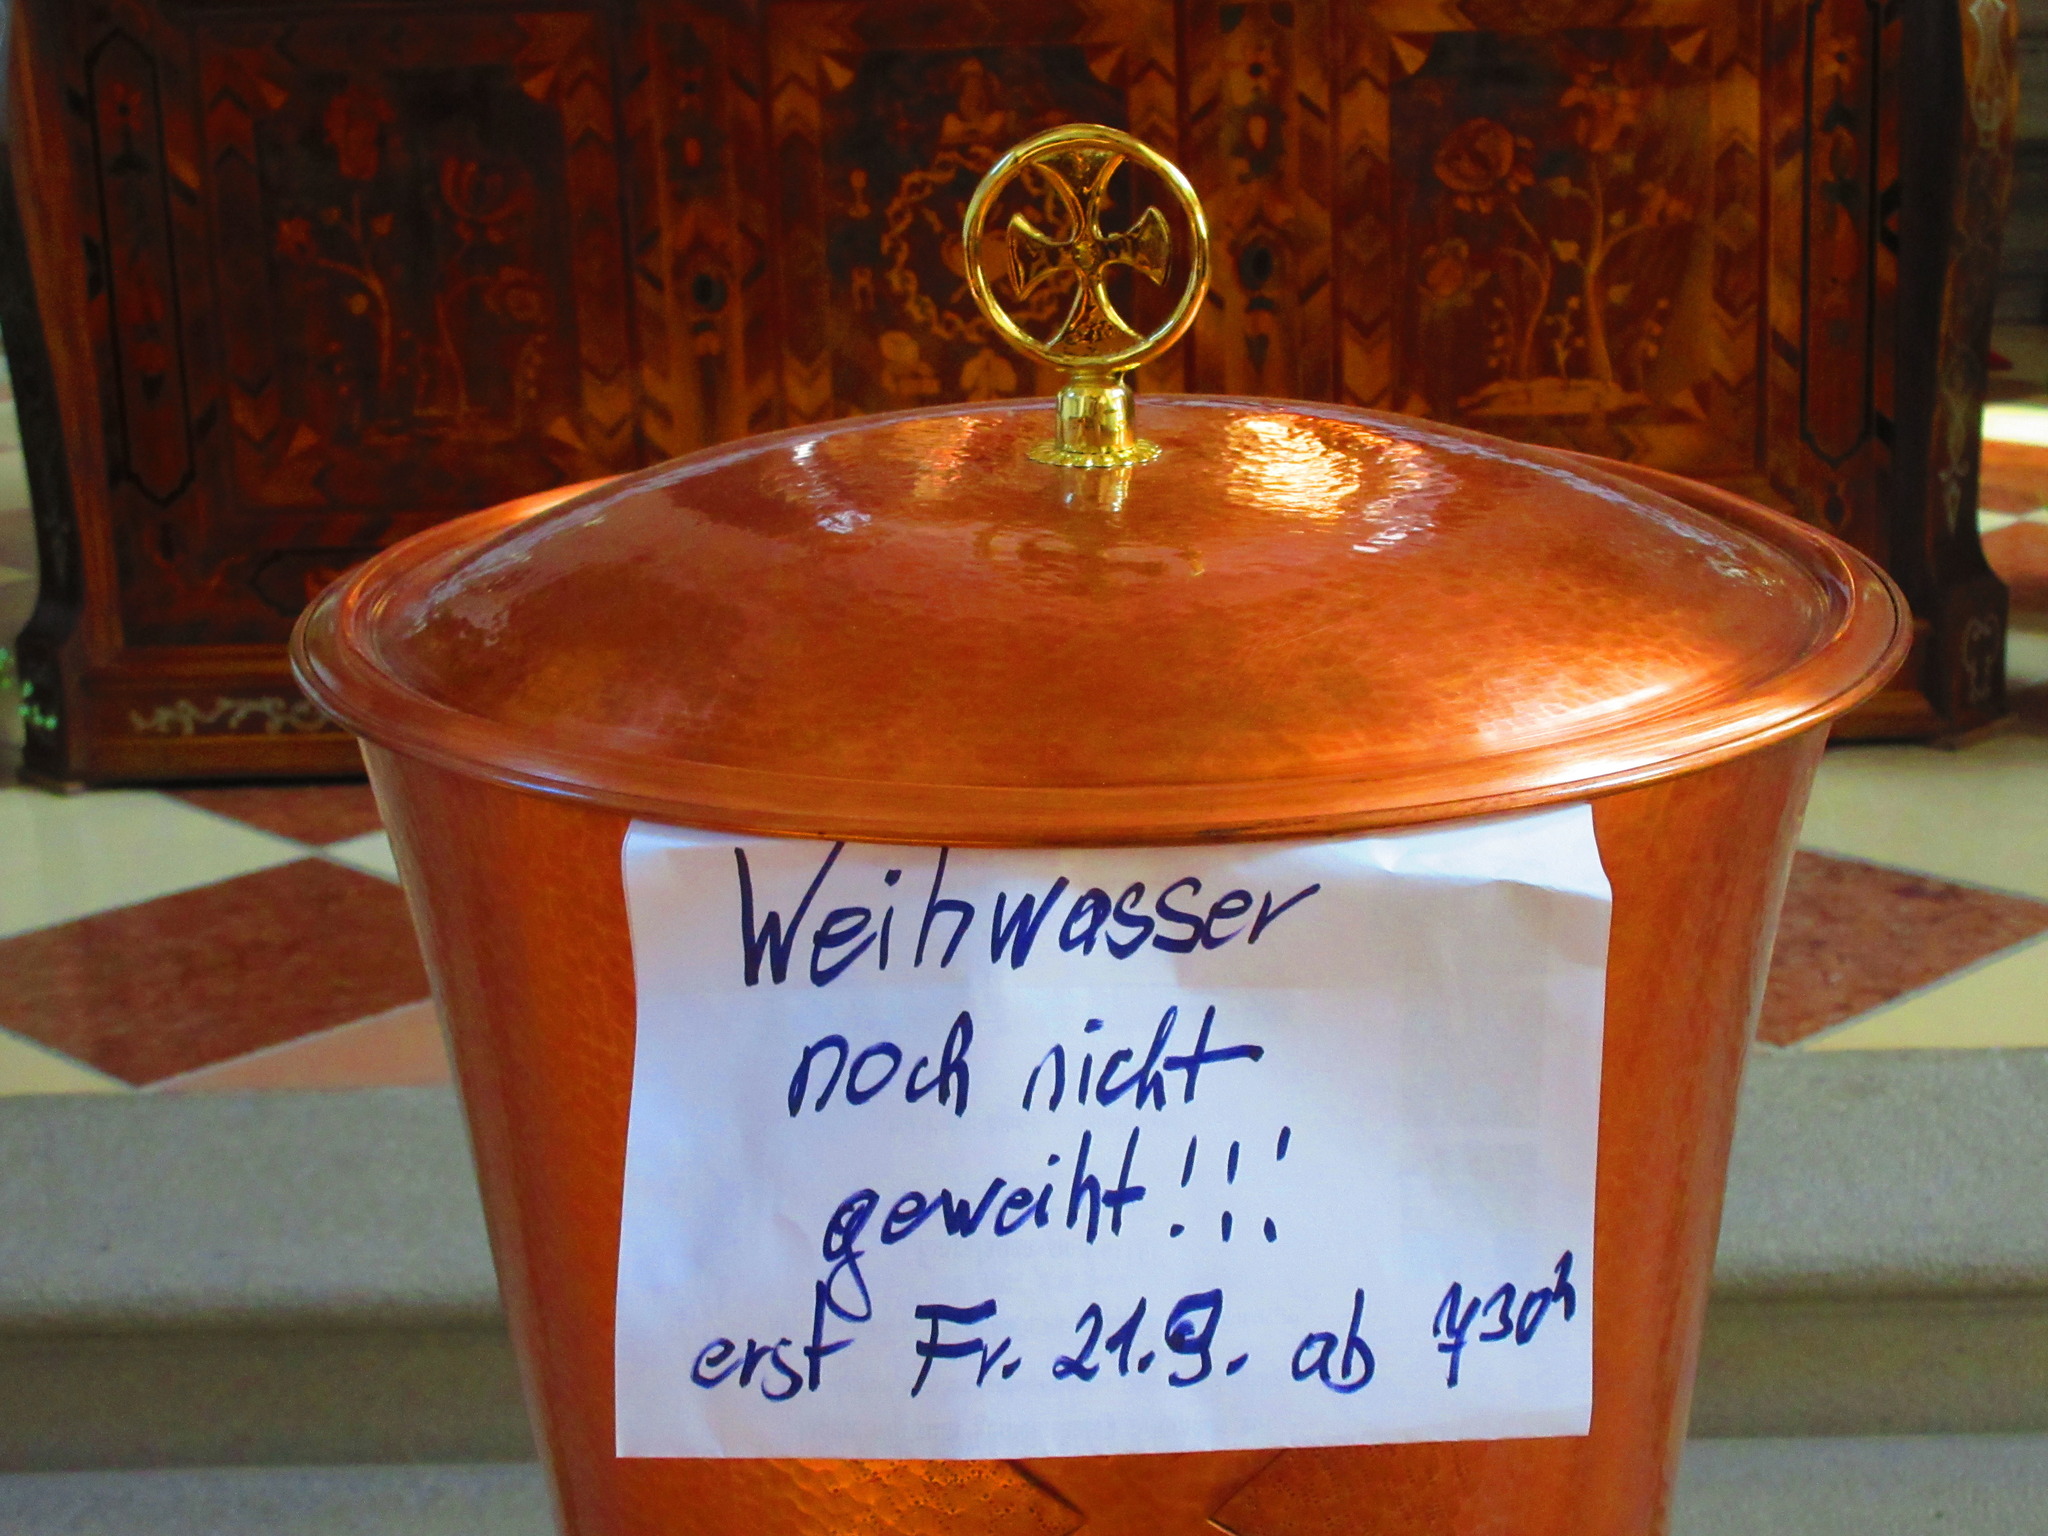 Weihwasser
noch nicht
geweiht!!!
erst Fr. 21.9. ab 730h